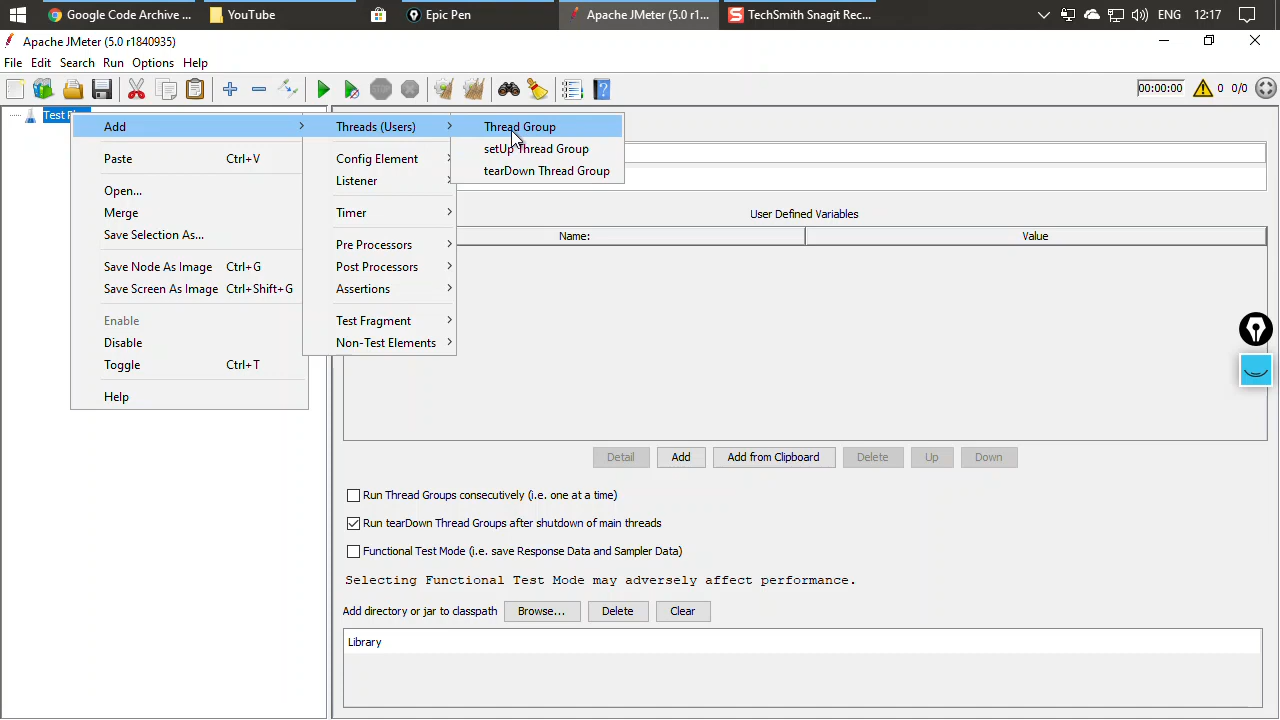 Google Code Archive ...
YouTube
Epic Pen
Apache JMeter (5.0 r1...
TechSmith Snagit Rec...
ENG
12:17
Apache JMeter (5.0 r1840935)
File Edit Search Run Options Help
00:00:00
0 0/0
Test
Add
Paste Ctrl+V
Open...
Merge
Save Selection As...
Save Node As Image Ctrl+G
Save Screen As Image Ctrl+Shift+G
Enable
Disable
Toggle Ctrl+T
Help
Threads (Users)
Config Element
Listener
Timer
Pre Processors
Post Processors
Assertions
Test Fragment
Non-Test Elements
Thread Group
setUp Thread Group
tearDown Thread Group
User Defined Variables
Name: Value
Detail Add Add from Clipboard Delete Up Down
Run Thread Groups consecutively (i.e. one at a time)
Run tearDown Thread Groups after shutdown of main threads
Functional Test Mode (i.e. save Response Data and Sampler Data)
Selecting Functional Test Mode may adversely affect performance.
Add directory or jar to classpath Browse... Delete Clear
Library